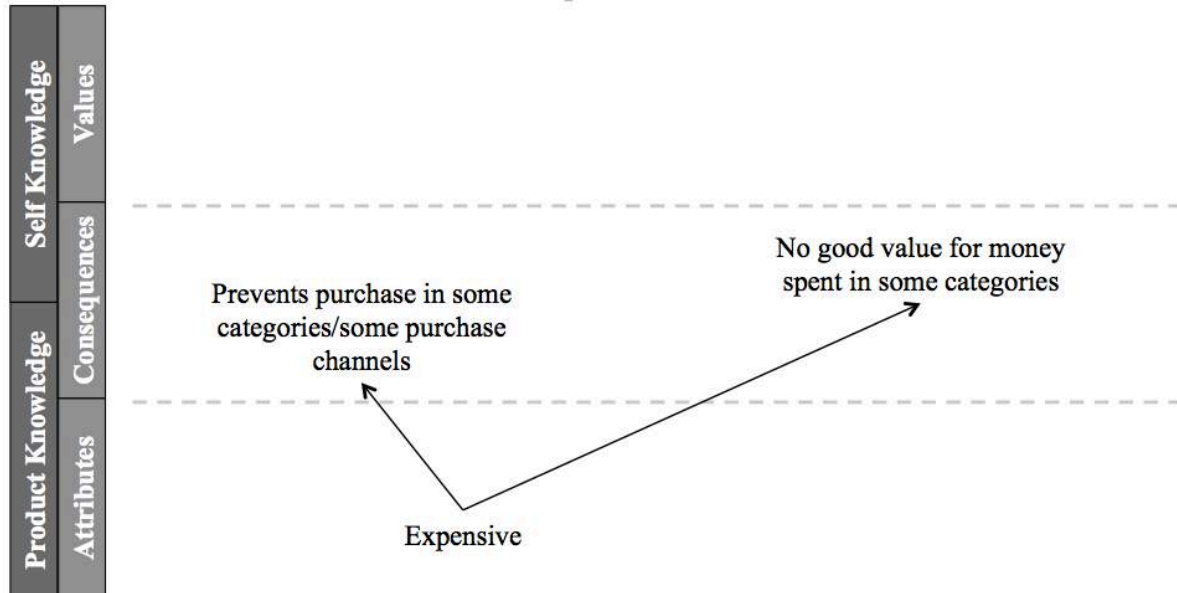 Self Knowledge
Product Knowledge
Values
Consequences
Attributes
No good value for money
spent in some categories
Prevents purchase in some
categories/some purchase
channels
Expensive